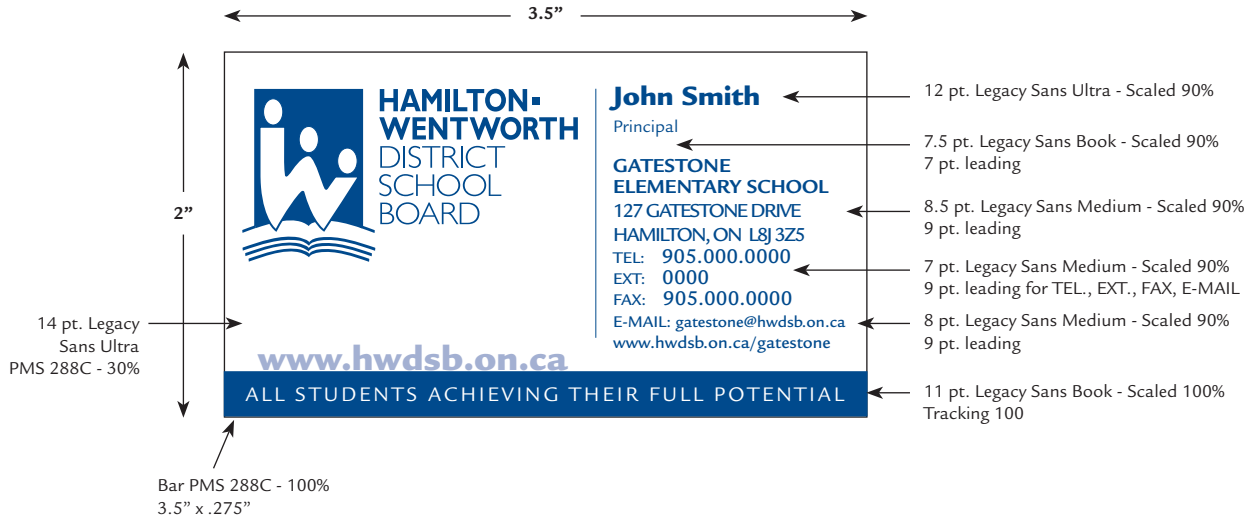 3.5”
2”
HAMILTON-
WENTWORTH
DISTRICT
SCHOOL
BOARD
www.hwdsb.on.ca
John Smith
Principal
GATESTONE
ELEMENTARY SCHOOL
127 GATESTONE DRIVE
HAMILTON, ON L8J 3Z5
TEL: 905.000.0000
EXT: 0000
FAX: 905.000.0000
E-MAIL: gatestone@hwdsb.on.ca
www.hwdsb.on.ca/gatestone
ALL STUDENTS ACHIEVING THEIR FULL POTENTIAL
12 pt. Legacy Sans Ultra - Scaled 90%
7.5 pt. Legacy Sans Book - Scaled 90%
7 pt. leading
8.5 pt. Legacy Sans Medium - Scaled 90%
9 pt. leading
7 pt. Legacy Sans Medium - Scaled 90%
9 pt. leading for TEL., EXT., FAX, E-MAIL
8 pt. Legacy Sans Medium - Scaled 90%
9 pt. leading
11 pt. Legacy Sans Book - Scaled 100%
Tracking 100
14 pt. Legacy
Sans Ultra
PMS 288C - 30%
Bar PMS 288C - 100%
3.5” x .275”